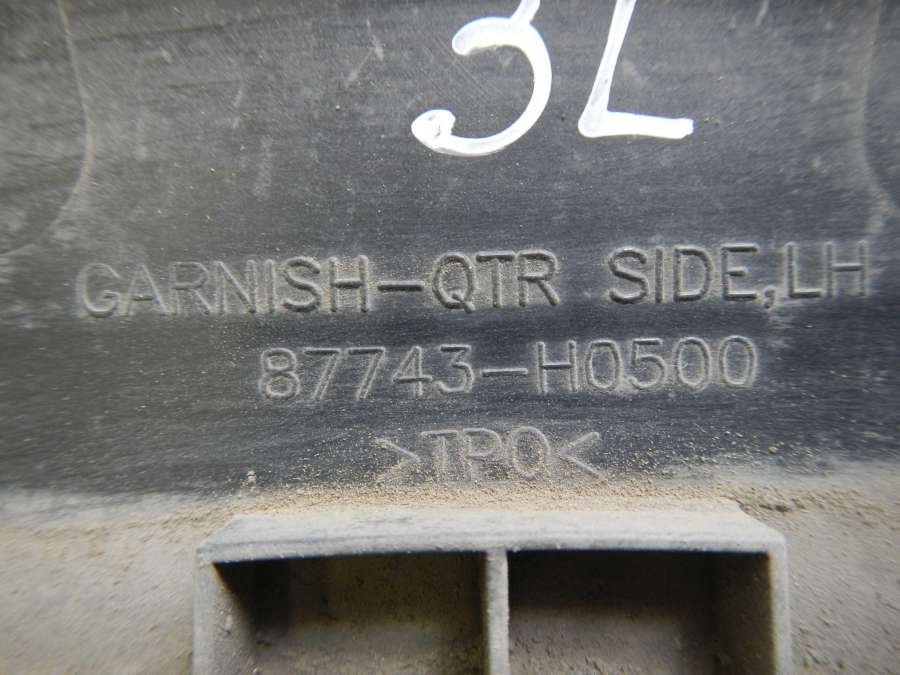 3L
GARNISH-QTR SIDE,LH
87743-H0500
>TPO<